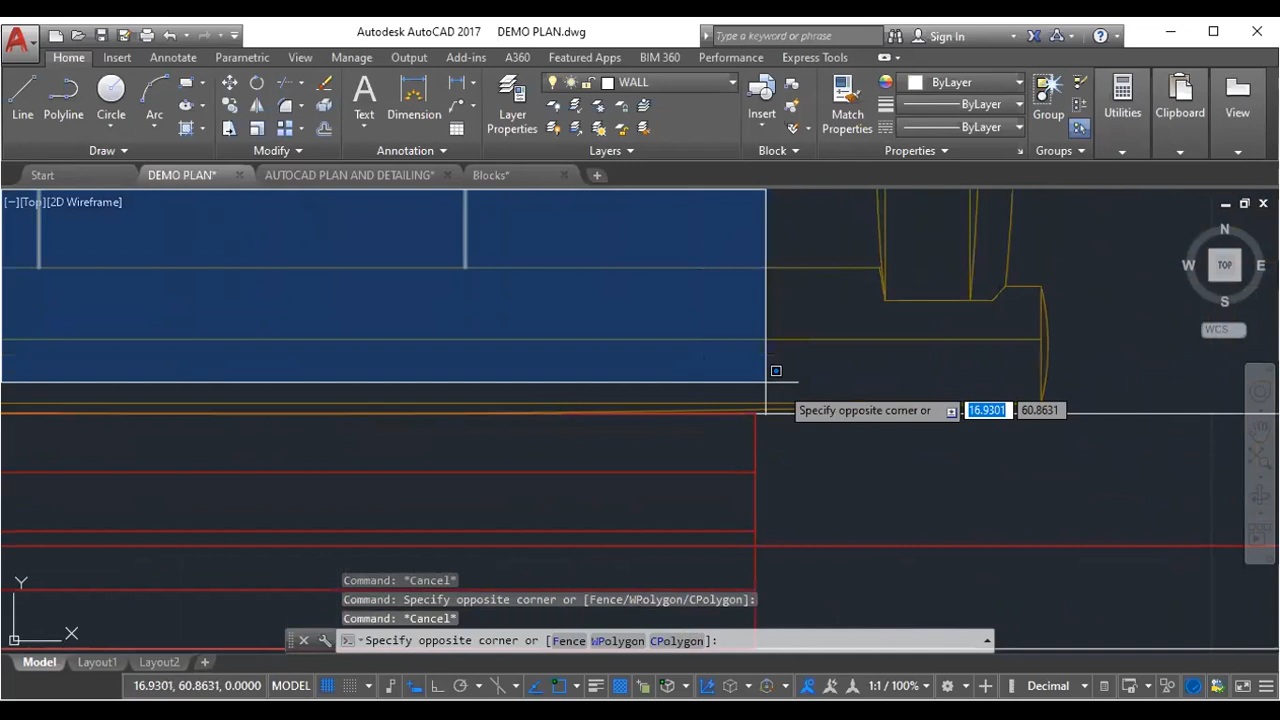 Autodesk AutoCAD 2017 DEMO PLAN.dwg
Type a keyword or phrase
Sign In
Home Insert Annotate Parametric View Manage Output Add-ins A360 Featured Apps BIM 360 Performance Express Tools
WALL
ByLayer
ByLayer
ByLayer
Line Polyline Circle Arc
Text Dimension
Layer Properties
Insert
Match Properties
Group
Utilities
Clipboard
View
Draw Modify Annotation Layers Block Properties Groups
Start DEMO PLAN* AUTOCAD PLAN AND DETAILING* Blocks*
[−][Top][2D Wireframe]
N
W TOP E
S
WCS
Specify opposite corner or 16.9301 60.8631
Command: *Cancel*
Command: Specify opposite corner or [Fence/WPolygon/CPolygon]:
Command: *Cancel*
Specify opposite corner or [Fence WPolygon CPolygon]:
Y
X
Model Layout1 Layout2
16.9301, 60.8631, 0.0000 MODEL 1:1 / 100% Decimal